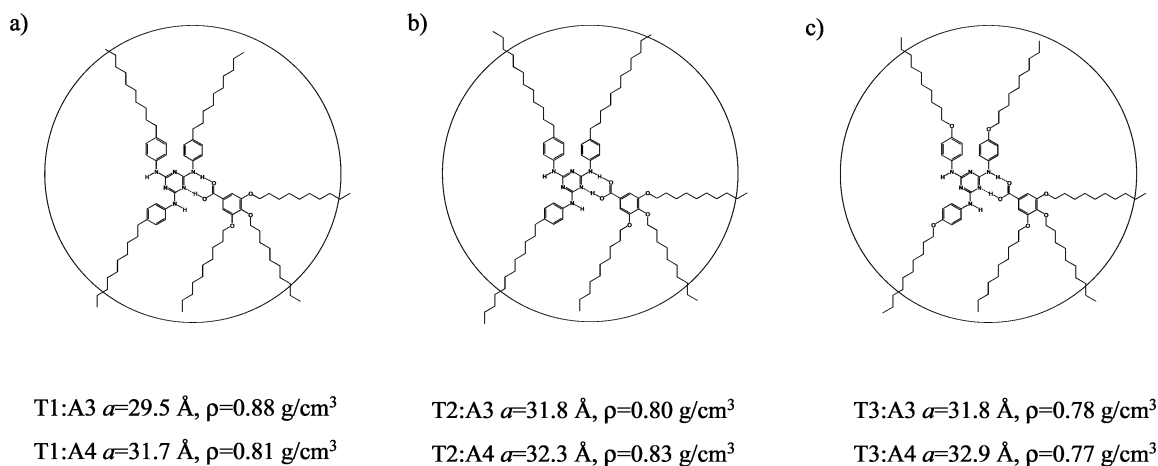 a)
b)
c)
T1:A3 a=29.5 Å, ρ=0.88 g/cm³
T1:A4 a=31.7 Å, ρ=0.81 g/cm³
T2:A3 a=31.8 Å, ρ=0.80 g/cm³
T2:A4 a=32.3 Å, ρ=0.83 g/cm³
T3:A3 a=31.8 Å, ρ=0.78 g/cm³
T3:A4 a=32.9 Å, ρ=0.77 g/cm³